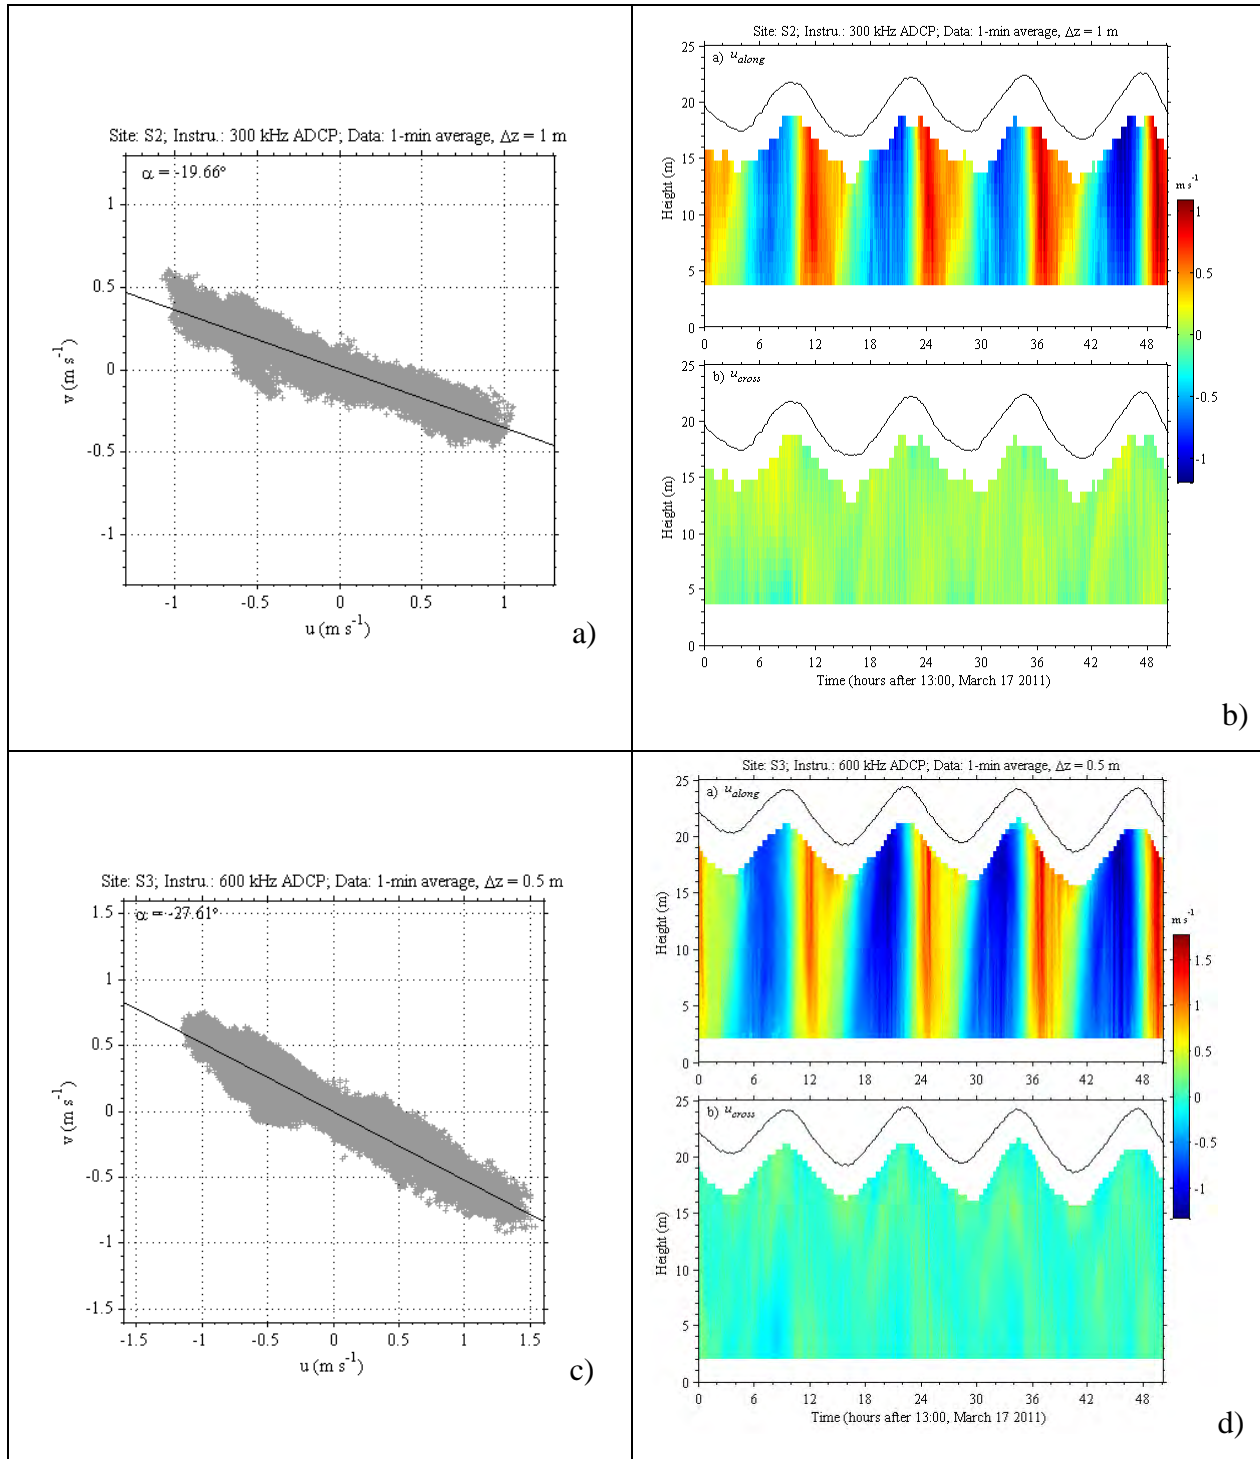 Site: S2; Instru.: 300 kHz ADCP; Data: 1-min average, Δz = 1 m
α = -19.66°
1
0.5
0
-0.5
-1
v (m s⁻¹)
-1 -0.5 0 0.5 1
u (m s⁻¹)
a)
Site: S2; Instru.: 300 kHz ADCP; Data: 1-min average, Δz = 1 m
a) u_along
25
20
15
10
5
0
Height (m)
0 6 12 18 24 30 36 42 48
b) u_cross
25
20
15
10
5
0
Height (m)
0 6 12 18 24 30 36 42 48
Time (hours after 13:00, March 17 2011)
m s⁻¹
1
0.5
0
-0.5
-1
b)
Site: S3; Instru.: 600 kHz ADCP; Data: 1-min average, Δz = 0.5 m
α = -27.61°
1.5
1
0.5
0
-0.5
-1
-1.5
v (m s⁻¹)
-1.5 -1 -0.5 0 0.5 1 1.5
u (m s⁻¹)
c)
Site: S3; Instru.: 600 kHz ADCP; Data: 1-min average, Δz = 0.5 m
a) u_along
25
20
15
10
5
0
Height (m)
0 6 12 18 24 30 36 42 48
b) u_cross
25
20
15
10
5
0
Height (m)
0 6 12 18 24 30 36 42 48
Time (hours after 13:00, March 17 2011)
m s⁻¹
1.5
1
0.5
0
-0.5
-1
d)